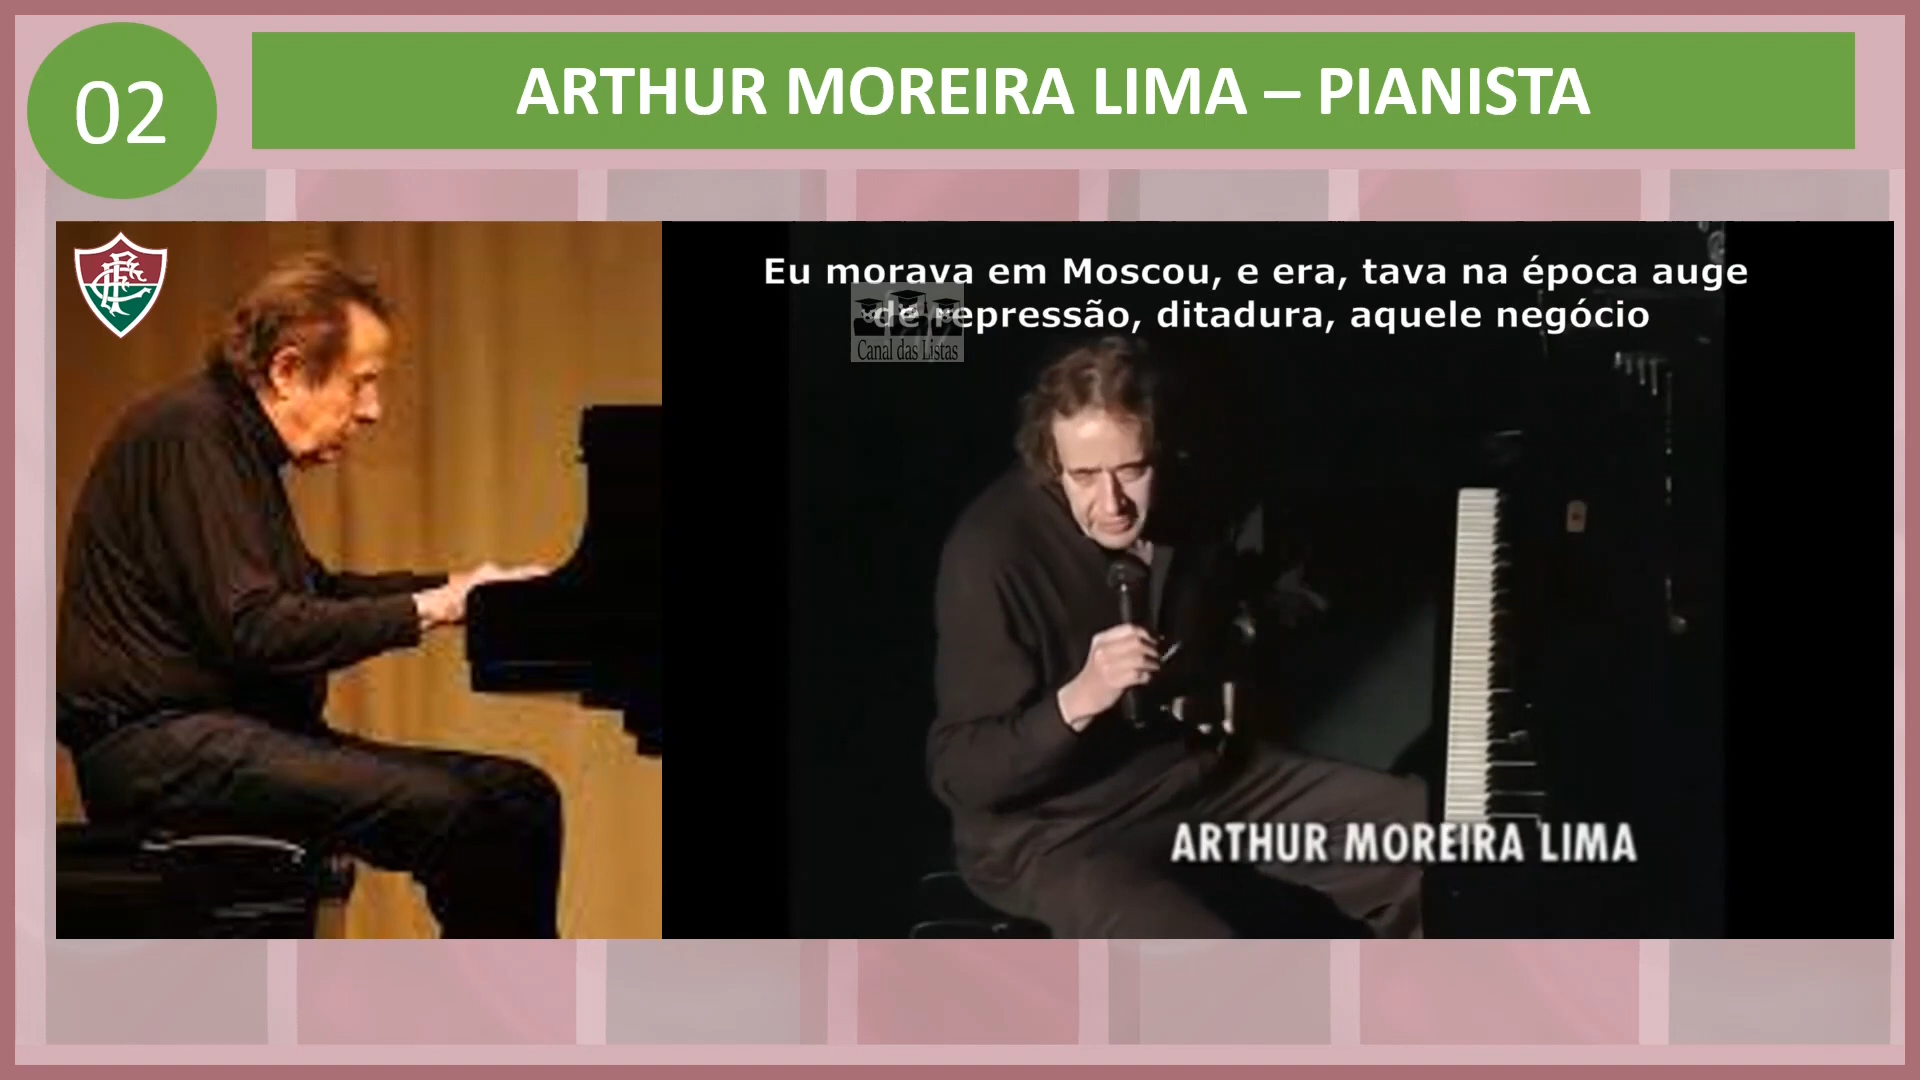 02
ARTHUR MOREIRA LIMA – PIANISTA
Eu morava em Moscou, e era, tava na época auge
de repressão, ditadura, aquele negócio
Canal das Listas
ARTHUR MOREIRA LIMA